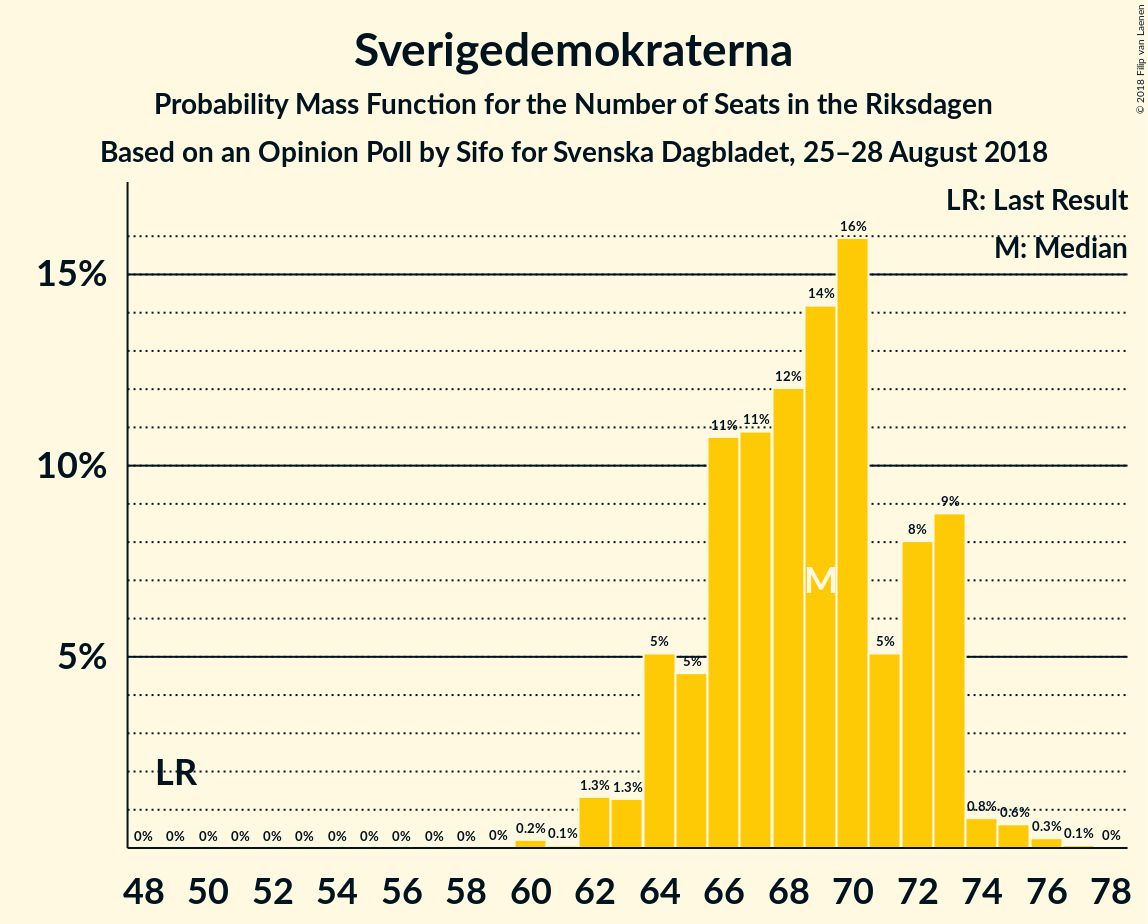 Sverigedemokraterna
Probability Mass Function for the Number of Seats in the Riksdagen
Based on an Opinion Poll by Sifo for Svenska Dagbladet, 25–28 August 2018
© 2018 Filip van Laenen
LR: Last Result
M: Median
15%
10%
5%
LR
M
0% 0% 0% 0% 0% 0% 0% 0% 0% 0% 0% 0% 0.2% 0.1% 1.3% 1.3% 5% 5% 11% 11% 12% 14% 16% 5% 8% 9% 0.8% 0.6% 0.3% 0.1% 0%
48 50 52 54 56 58 60 62 64 66 68 70 72 74 76 78